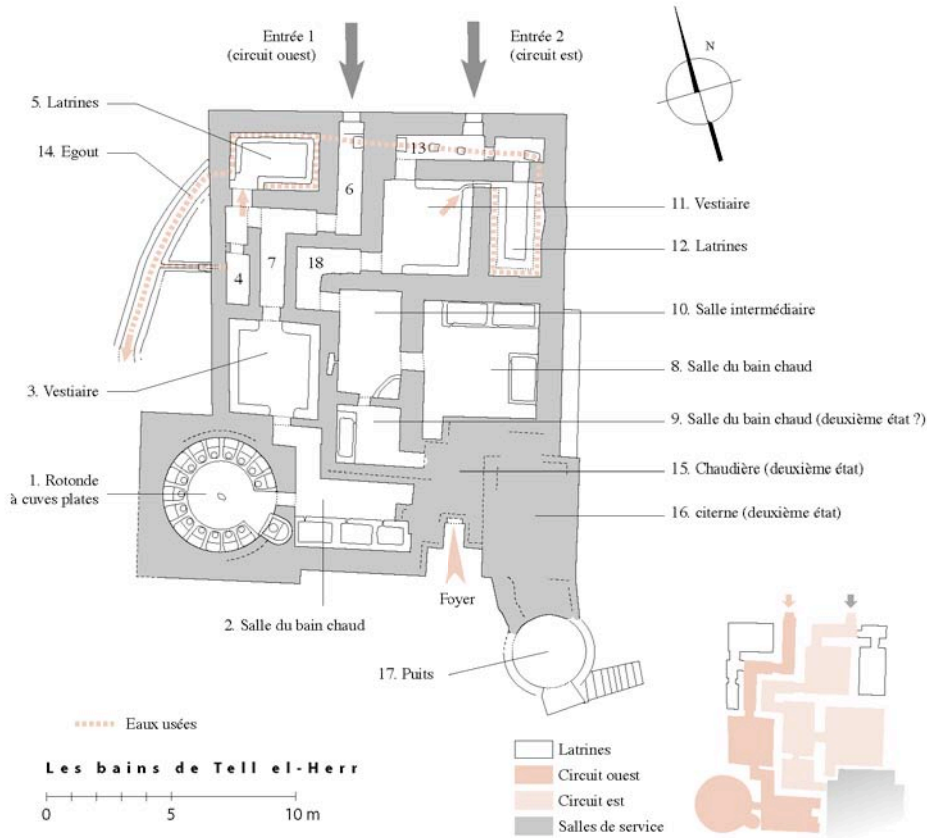 Entrée 1
(circuit ouest)
Entrée 2
(circuit est)
N
5. Latrines
14. Egout
13
6
11. Vestiaire
12. Latrines
7
18
4
10. Salle intermédiaire
8. Salle du bain chaud
3. Vestiaire
9. Salle du bain chaud (deuxième état ?)
1. Rotonde
à cuves plates
15. Chaudière (deuxième état)
16. citerne (deuxième état)
Foyer
2. Salle du bain chaud
17. Puits
Eaux usées
Les bains de Tell el-Herr
0 5 10 m
Latrines
Circuit ouest
Circuit est
Salles de service